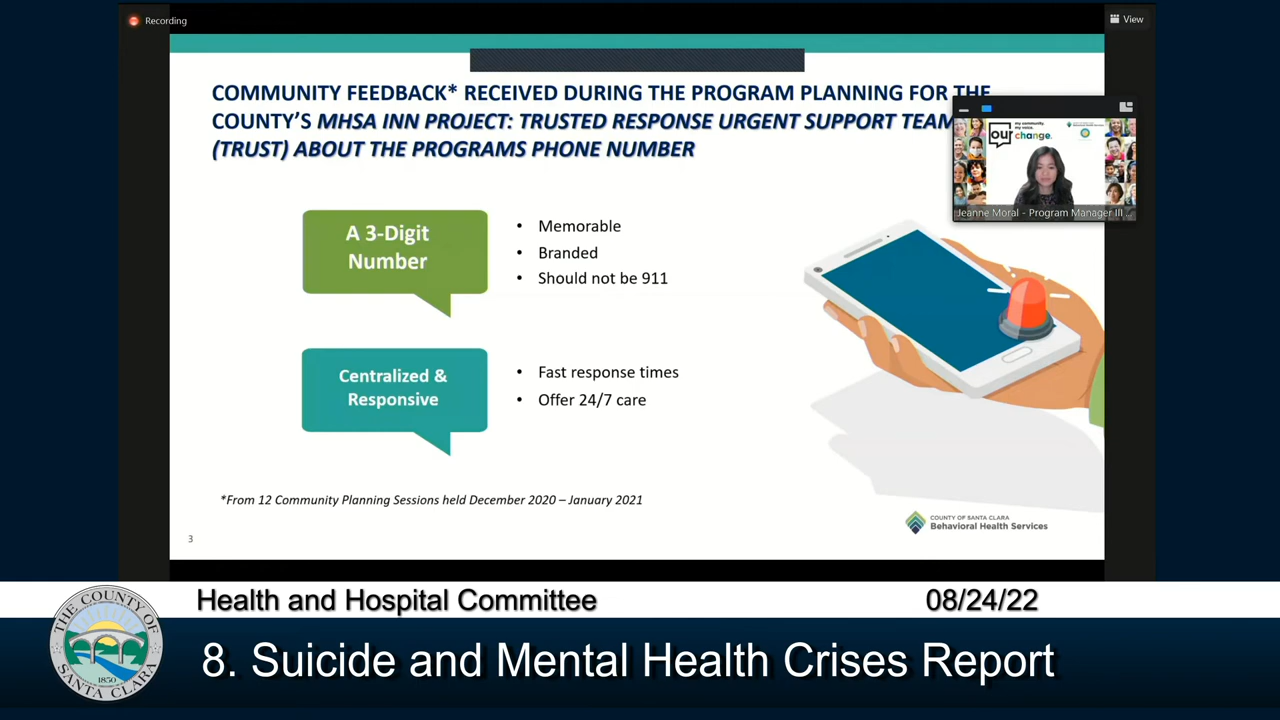 Recording
View
COMMUNITY FEEDBACK* RECEIVED DURING THE PROGRAM PLANNING FOR THE
COUNTY'S MHSA INN PROJECT: TRUSTED RESPONSE URGENT SUPPORT TEAM
(TRUST) ABOUT THE PROGRAMS PHONE NUMBER
my community.
my voice.
our change.
Jeanne Moral - Program Manager III ...
A 3-Digit
Number
• Memorable
• Branded
• Should not be 911
Centralized &
Responsive
• Fast response times
• Offer 24/7 care
*From 12 Community Planning Sessions held December 2020 – January 2021
COUNTY OF SANTA CLARA
Behavioral Health Services
3
Health and Hospital Committee
08/24/22
THE COUNTY OF SANTA CLARA
1850
8. Suicide and Mental Health Crises Report